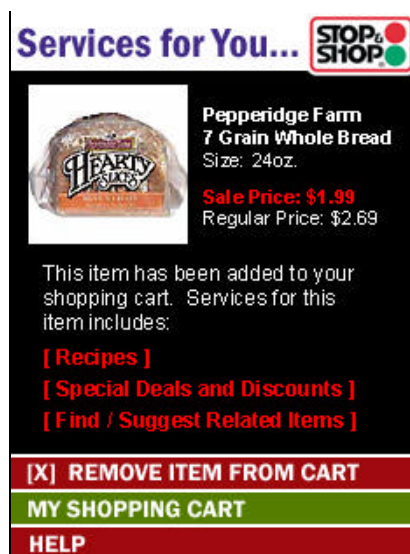 Services for You...
STOP&
SHOP
Pepperidge Farm
7 Grain Whole Bread
Size: 24oz.
HEARTY
SLICES
Sale Price: $1.99
Regular Price: $2.69
This item has been added to your
shopping cart. Services for this
item includes:
[ Recipes ]
[ Special Deals and Discounts ]
[ Find / Suggest Related Items ]
[X] REMOVE ITEM FROM CART
MY SHOPPING CART
HELP